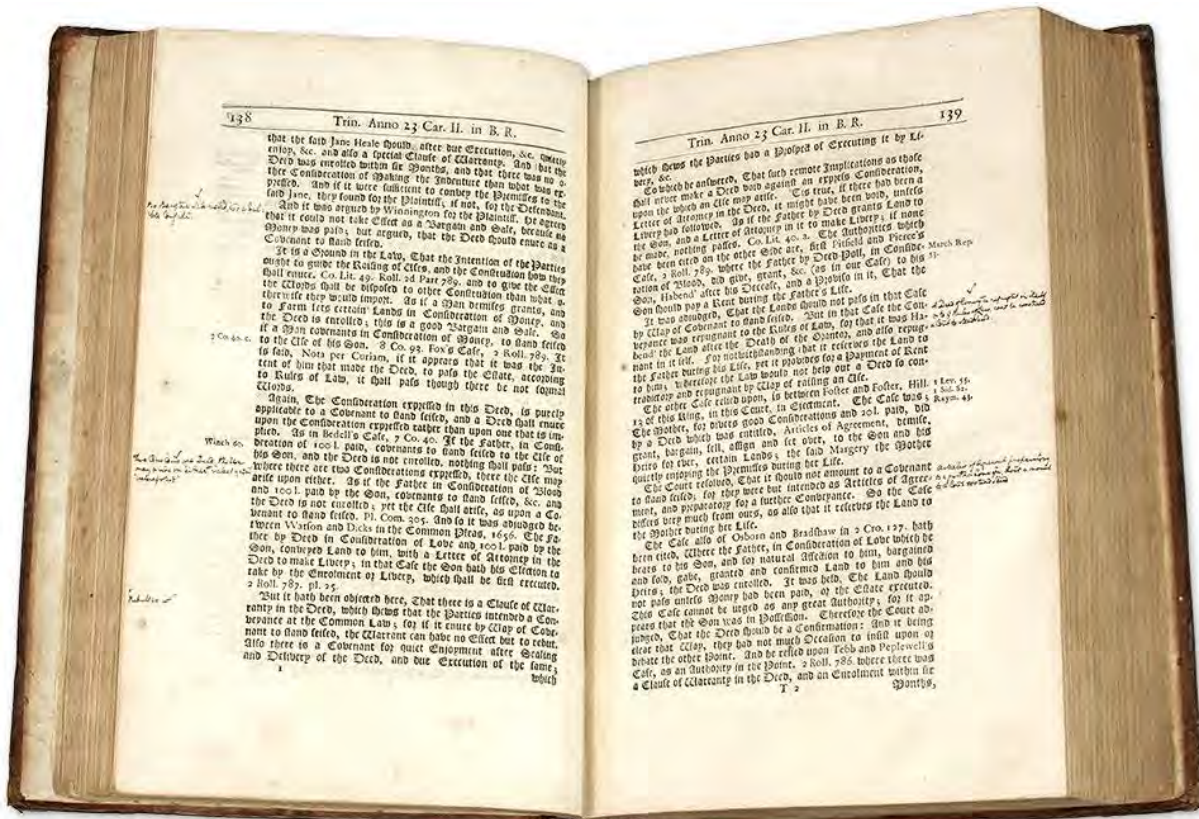 138
Trin. Anno 23 Car. II. in B. R.
that the said Jane Heale should, after due Execution, &c. quietly
enjoy, &c. and also a special Clause of Warranty. And that the
Deed was enrolled within six Months, and that there was no o-
ther Consideration of Making the Indenture than what was ex-
pressed. And if it were sufficient to convey the Premisses to the
said Jane, they found for the Plaintiff; if not, for the Defendant.
And it was argued by Winnington for the Plaintiff. He agreed
that it could not take Effect as a Bargain and Sale, because no
Money was paid; but argued, that the Deed should enure as a
Covenant to stand seised.
It is a Ground in the Law, That the Intention of the Parties
ought to guide the Raising of Uses, and the Construction how they
shall enure. Co. Lit. 49. Roll. 2d Part 789. and to give the Effect
the Words shall be disposed to other Construction than what o-
therwise they would import. As if a Man demises grants, and
to Farm lets certain Lands in Consideration of Money, and
the Deed is enrolled; this is a good Bargain and Sale. So
if a Man covenants in Consideration of Money, to stand seised
to the Use of his Son. 8 Co. 93. Fox's Case, 2 Roll. 789. It
is said, Nota per Curiam, if it appears that it was the In-
tent of him that made the Deed, to pass the Estate, according
to Rules of Law, it shall pass though there be not formal
Words.
Again, The Consideration expressed in this Deed, is purely
applicable to a Covenant to stand seised, and a Deed shall enure
upon the Consideration expressed rather than upon one that is im-
plied. As in Bedell's Case, 7 Co. 40. If the Father, in Consi-
Winch 60.
deration of 100 l. paid, covenants to stand seised to the Use of
his Son, and the Deed is not enrolled, nothing shall pass: But
where there are two Considerations expressed, there the Use may
arise upon either. As if the Father in Consideration of Blood
and 100 l. paid by the Son, covenants to stand seised, &c. and
the Deed is not enrolled; yet the Use shall arise, as upon a Co-
venant to stand seised. Pl. Com. 305. And so it was adjudged be-
tween Watson and Dicks in the Common Pleas, 1656. The Fa-
ther by Deed in Consideration of Love and 100 l. paid by the
Son, conveyed Land to him, with a Letter of Attorney in the
Deed to make Livery; in that Case the Son hath his Election to
take by the Enrolment or Livery, which shall be first executed.
2 Roll. 787. pl. 25.
But it hath been objected here, That there is a Clause of War-
ranty in the Deed, which shews that the Parties intended a Con-
veyance at the Common Law; for if it enure by Way of Cove-
nant to stand seised, the Warrant can have no Effect but to rebut.
Also there is a Covenant for quiet Enjoyment after Sealing
and Delivery of the Deed, and due Execution of the same;
which
Trin. Anno 23 Car. II. in B. R.
139
which shews the Parties had a Prospect of Executing it by Li-
very, &c.
To which he answered, That such remote Implications as those
shall never make a Deed void against an express Consideration,
upon the which an Use may arise. 'Tis true, if there had been a
Letter of Attorney in the Deed, it might have been void, unless
Livery had followed. As if the Father by Deed grants Land to
the Son, and a Letter of Attorney in it to make Livery; if none
be made, nothing passes. Co. Lit. 40. a. The Authorities which
have been cited on the other Side are, first Pitfield and Pierce's
March Rep.
Case, 2 Roll. 789. where the Father by Deed-Poll, in Conside-
ration of Blood, did give, grant, &c. (as in our Case) to his
Son, Habend' after his Decease, and a Proviso in it, That the
Son should pay a Rent during the Father's Life.
It was adjudged, That the Lands should not pass in that Case
by Way of Covenant to stand seised. But in that Case the Con-
veyance was repugnant to the Rules of Law, for that it was Ha-
bend' the Land after the Death of the Grantor, and also repug-
nant in it self. For notwithstanding that it reserves the Land to
the Father during his Life, yet it provides for a Payment of Rent
to him; wherefore the Law would not help out a Deed so con-
tradictory and repugnant by Way of raising an Use.
The other Case relied upon, is between Foster and Foster, Hill.
1 Lev. 55.
1 Sid. 82.
Raym. 43.
12 of this King, in this Court, in Ejectment. The Case was;
The Mother, for divers good Considerations and 20 l. paid, did
by a Deed which was entitled, Articles of Agreement, demise,
grant, bargain, sell, assign and set over, to the Son and his
Heirs for ever, certain Lands; the said Margery the Mother
quietly enjoying the Premisses during her Life.
The Court resolved, That it should not amount to a Covenant
to stand seised; for they were but intended as Articles of Agree-
ment, and preparatory for a further Conveyance. So the Case
differs very much from ours, as also that it reserves the Land to
the Mother during her Life.
The Case also of Osborn and Bradshaw in 2 Cro. 127. hath
been cited, Where the Father, in Consideration of Love which he
bears to his Son, and for natural Affection to him, bargained
and sold, gave, granted and confirmed Land to him and his
Heirs; the Deed was enrolled. It was held, The Land should
not pass unless Money had been paid, or the Estate executed.
This Case cannot be urged as any great Authority; for it ap-
pears that the Son was in Possession. Therefore the Court ad-
judged, That the Deed should be a Confirmation: And it being
clear that Way, they had not much Occasion to insist upon or
debate the other Point. And he relied upon Tebb and Peplewell's
Case, as an Authority in the Point. 2 Roll. 786. where there was
a Clause of Warranty in the Deed, and an Enrolment within six
T 2
Months,